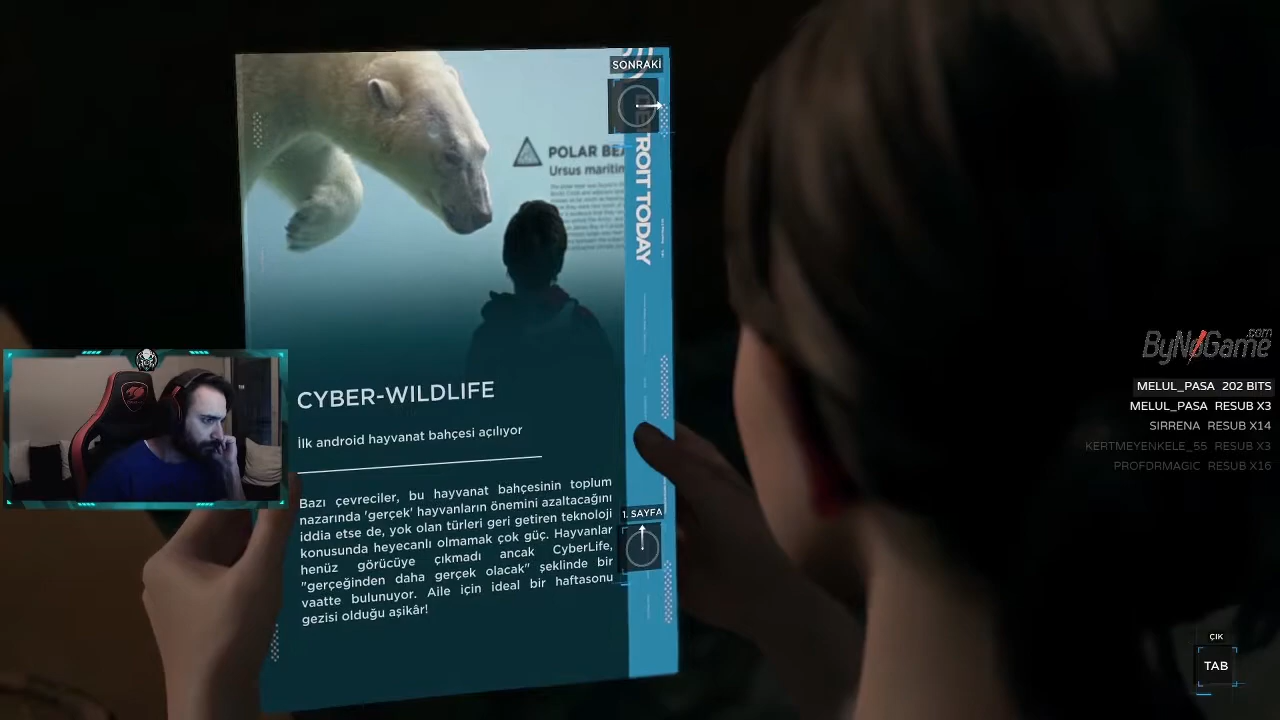 SONRAKİ
POLAR BEA
Ursus maritim
ROIT TODAY
CYBER-WILDLIFE
İlk android hayvanat bahçesi açılıyor
Bazı çevreciler, bu hayvanat bahçesinin toplum
nazarında 'gerçek' hayvanların önemini azaltacağını
iddia etse de, yok olan türleri geri getiren teknoloji
konusunda heyecanlı olmamak çok güç. Hayvanlar
henüz görücüye çıkmadı ancak CyberLife,
"gerçeğinden daha gerçek olacak" şeklinde bir
vaatte bulunuyor. Aile için ideal bir haftasonu
gezisi olduğu aşikâr!
1. SAYFA
ByNoGame.com
MELUL_PASA 202 BITS
MELUL_PASA RESUB X3
SIRRENA RESUB X14
KERTMEYENKELE_55 RESUB X3
PROFDRMAGIC RESUB X16
ÇIK
TAB